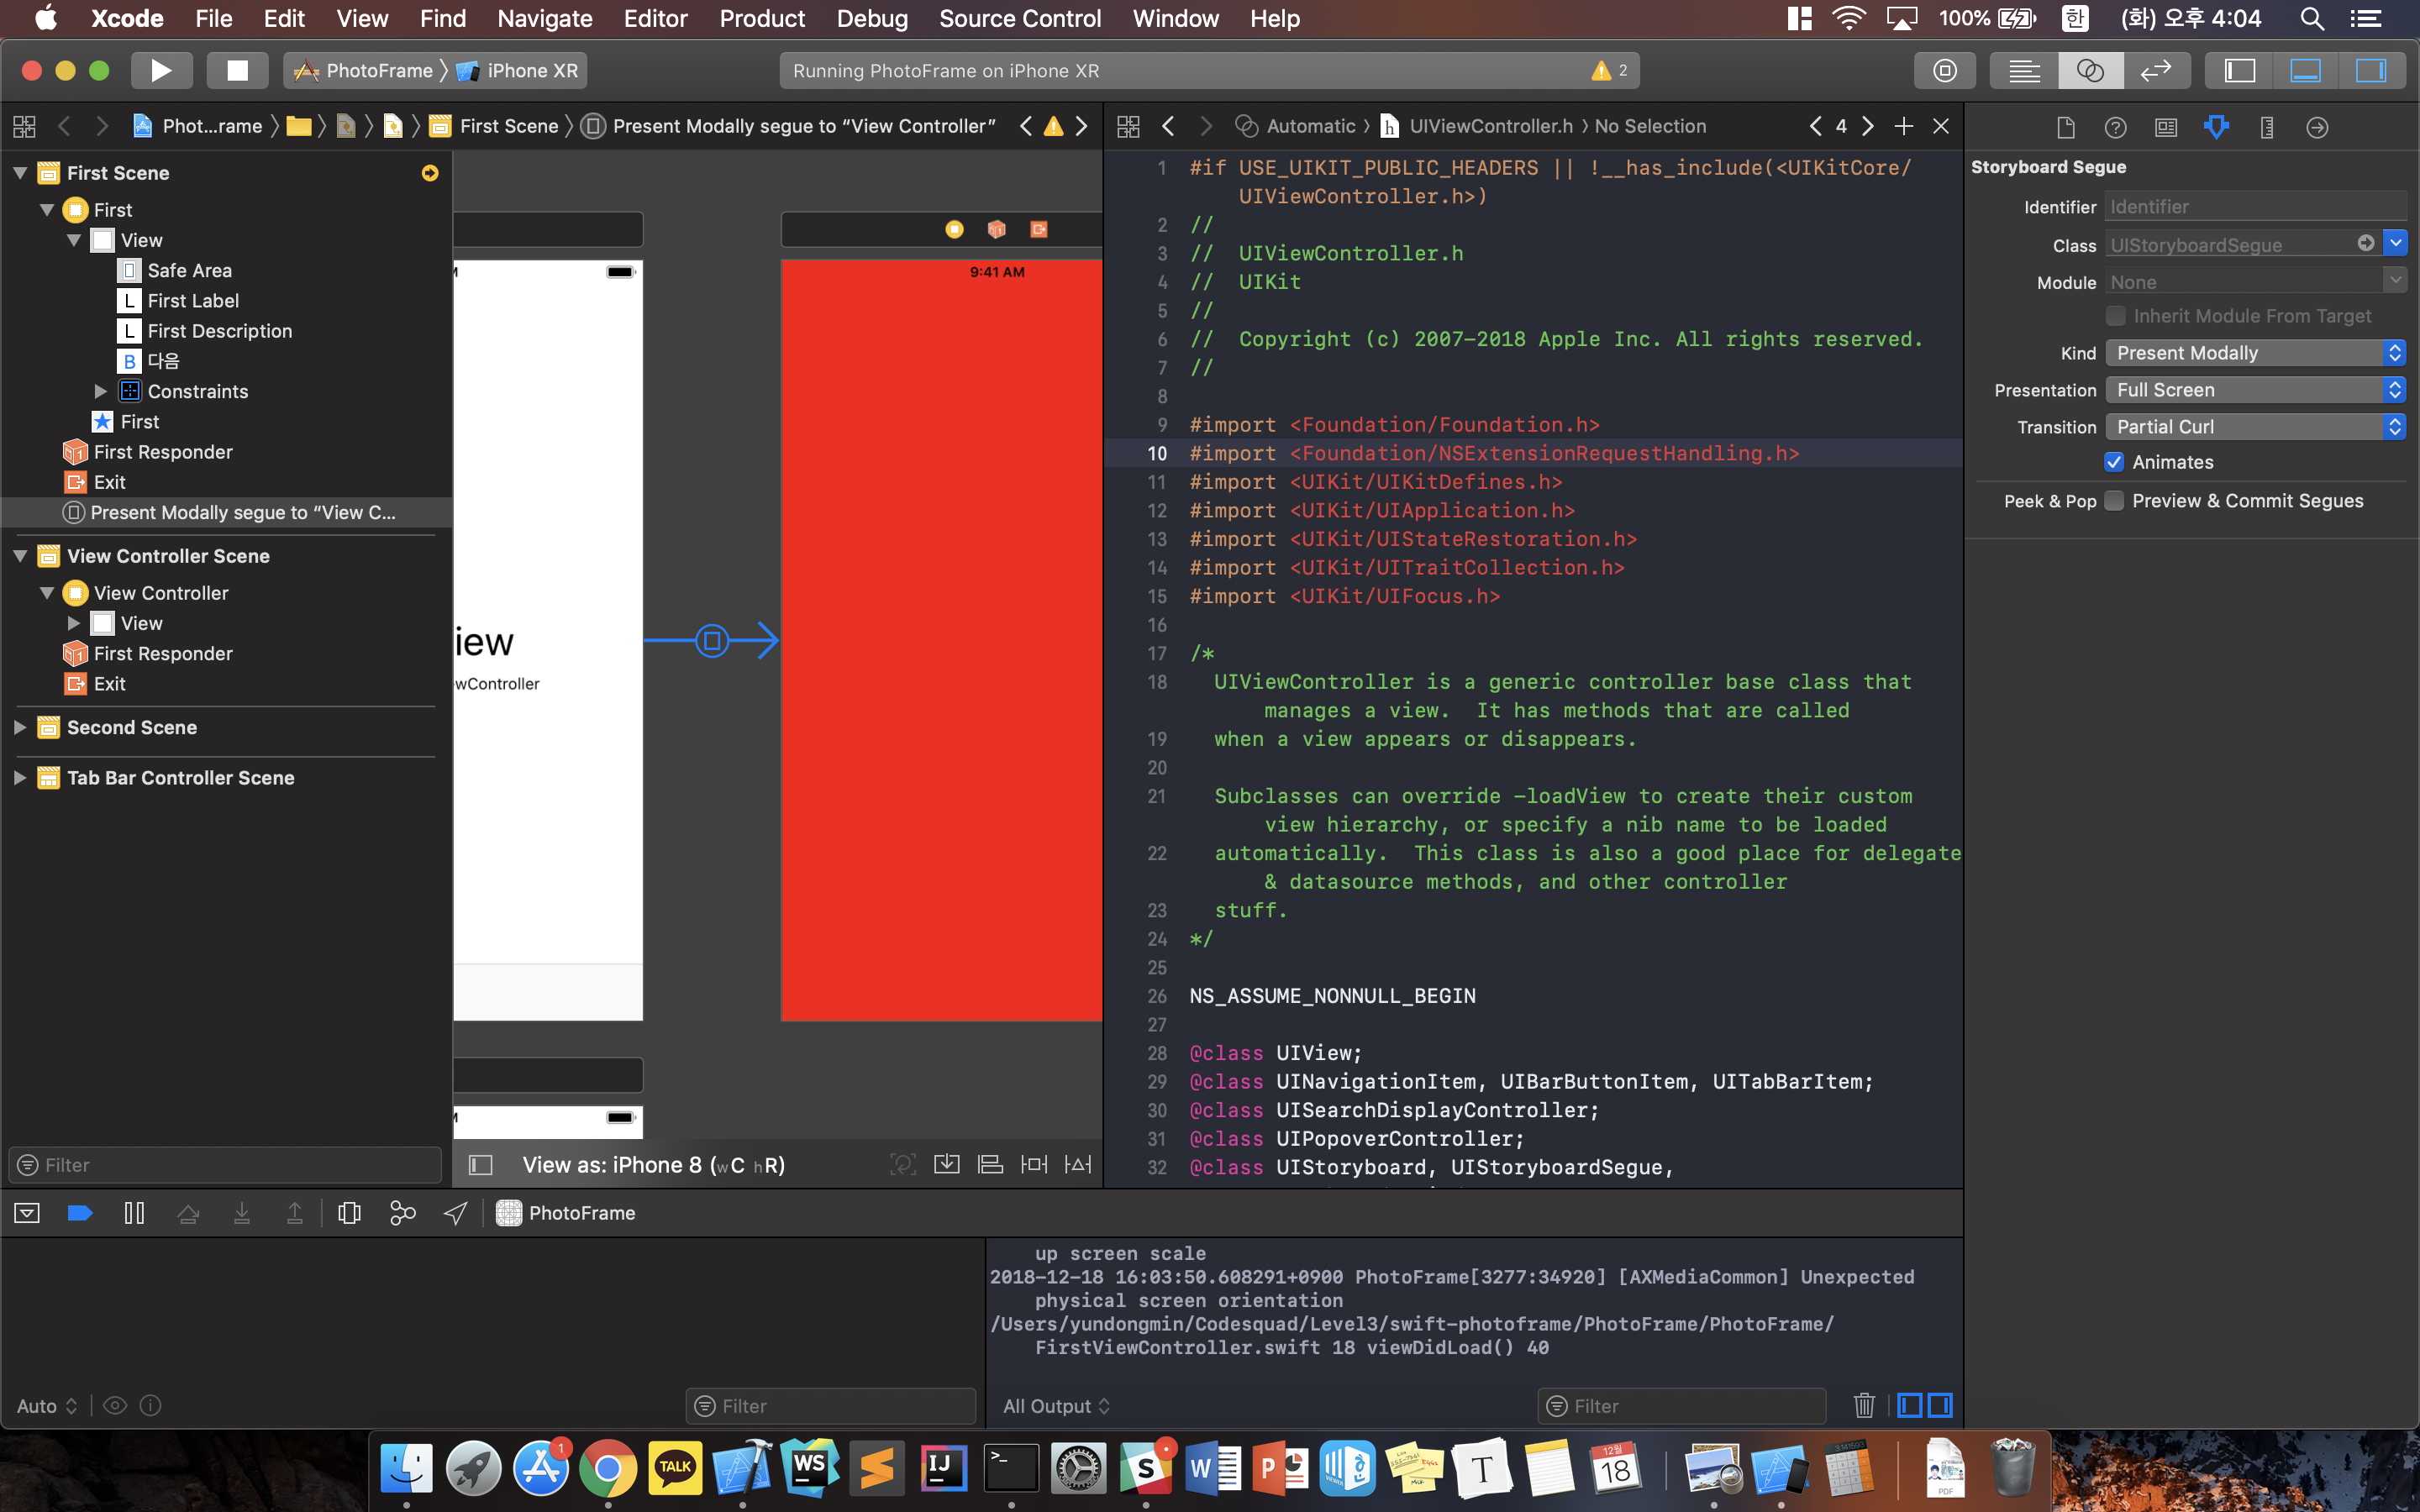 Xcode File Edit View Find Navigate Editor Product Debug Source Control Window Help 100% 한 (화) 오후 4:04
PhotoFrame 〉 iPhone XR
Running PhotoFrame on iPhone XR 2
Phot...rame 〉 First Scene 〉 Present Modally segue to “View Controller”
Automatic 〉 h UIViewController.h 〉 No Selection 4
First Scene
First
View
Safe Area
L First Label
L First Description
B 다음
Constraints
First
First Responder
Exit
Present Modally segue to “View C...
View Controller Scene
View Controller
View
First Responder
Exit
Second Scene
Tab Bar Controller Scene
Filter
9:41 AM
iew
wController
View as: iPhone 8 (wC hR)
1 #if USE_UIKIT_PUBLIC_HEADERS || !__has_include(<UIKitCore/
UIViewController.h>)
2 //
3 //  UIViewController.h
4 //  UIKit
5 //
6 //  Copyright (c) 2007-2018 Apple Inc. All rights reserved.
7 //
8
9 #import <Foundation/Foundation.h>
10 #import <Foundation/NSExtensionRequestHandling.h>
11 #import <UIKit/UIKitDefines.h>
12 #import <UIKit/UIApplication.h>
13 #import <UIKit/UIStateRestoration.h>
14 #import <UIKit/UITraitCollection.h>
15 #import <UIKit/UIFocus.h>
16
17 /*
18 UIViewController is a generic controller base class that
manages a view.  It has methods that are called
19 when a view appears or disappears.
20
21 Subclasses can override -loadView to create their custom
view hierarchy, or specify a nib name to be loaded
22 automatically.  This class is also a good place for delegate
& datasource methods, and other controller
23 stuff.
24 */
25
26 NS_ASSUME_NONNULL_BEGIN
27
28 @class UIView;
29 @class UINavigationItem, UIBarButtonItem, UITabBarItem;
30 @class UISearchDisplayController;
31 @class UIPopoverController;
32 @class UIStoryboard, UIStoryboardSegue,
Storyboard Segue
Identifier Identifier
Class UIStoryboardSegue
Module None
Inherit Module From Target
Kind Present Modally
Presentation Full Screen
Transition Partial Curl
Animates
Peek & Pop Preview & Commit Segues
PhotoFrame
up screen scale
2018-12-18 16:03:50.608291+0900 PhotoFrame[3277:34920] [AXMediaCommon] Unexpected
physical screen orientation
/Users/yundongmin/Codesquad/Level3/swift-photoframe/PhotoFrame/PhotoFrame/
FirstViewController.swift 18 viewDidLoad() 40
Auto
Filter
All Output
Filter
1
TALK
WS
IJ
>_
S
W
P
VIEWER
T
12월
18
PDF